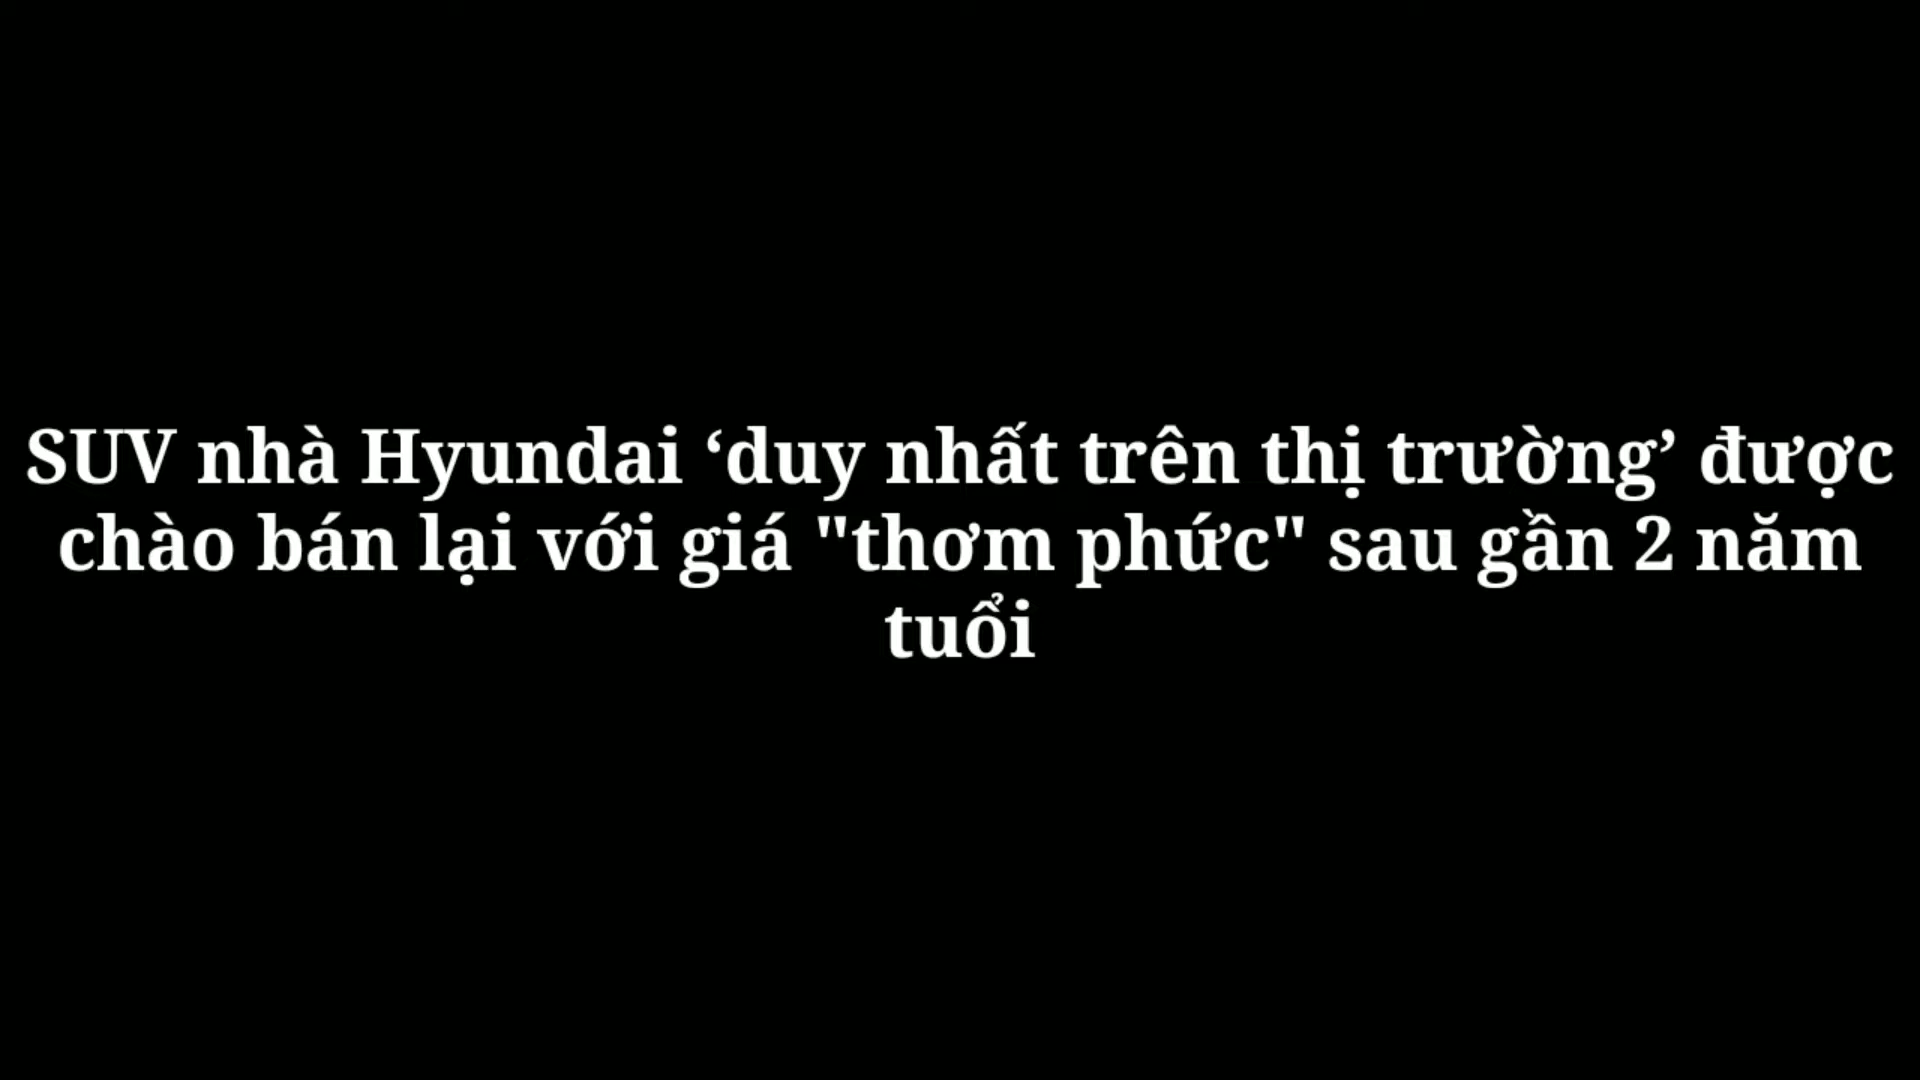 SUV nhà Hyundai ‘duy nhất trên thị trường’ được
chào bán lại với giá "thơm phức" sau gần 2 năm
tuổi